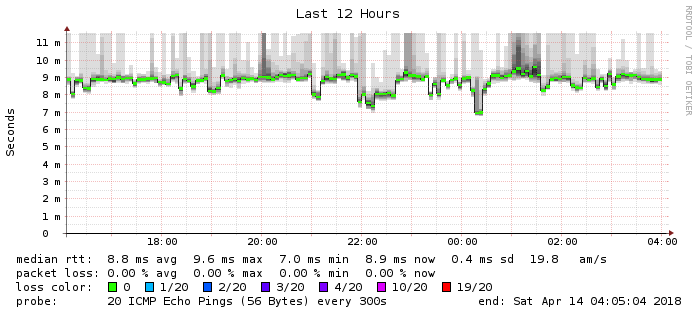 Last 12 Hours
RRDTOOL / TOBI OETIKER
Seconds
11 m
10 m
9 m
8 m
7 m
6 m
5 m
4 m
3 m
2 m
1 m
0
18:00 20:00 22:00 00:00 02:00 04:00
median rtt: 8.8 ms avg 9.6 ms max 7.0 ms min 8.9 ms now 0.4 ms sd 19.8 am/s
packet loss: 0.00 % avg 0.00 % max 0.00 % min 0.00 % now
loss color: 0 1/20 2/20 3/20 4/20 10/20 19/20
probe: 20 ICMP Echo Pings (56 Bytes) every 300s end: Sat Apr 14 04:05:04 2018